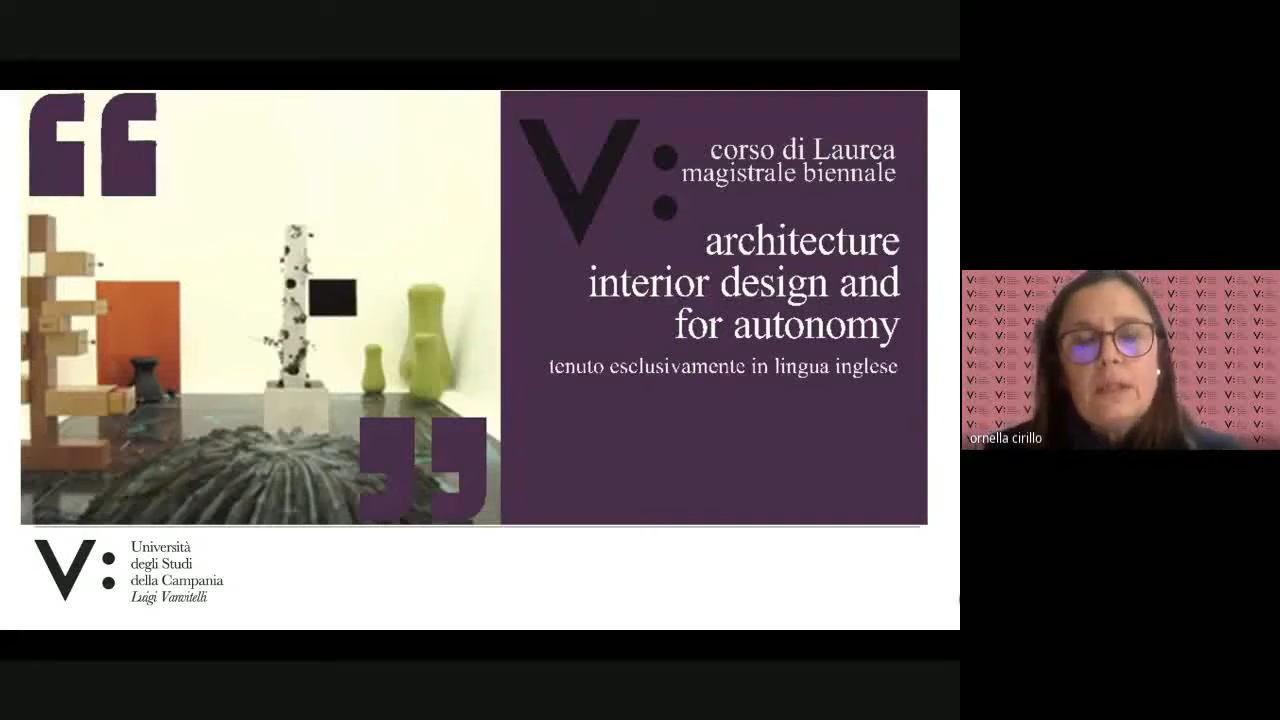 V:
corso di Laurea
magistrale biennale
architecture
interior design and
for autonomy
tenuto esclusivamente in lingua inglese
V:
Università
degli Studi
della Campania
Luigi Vanvitelli
ornella cirillo